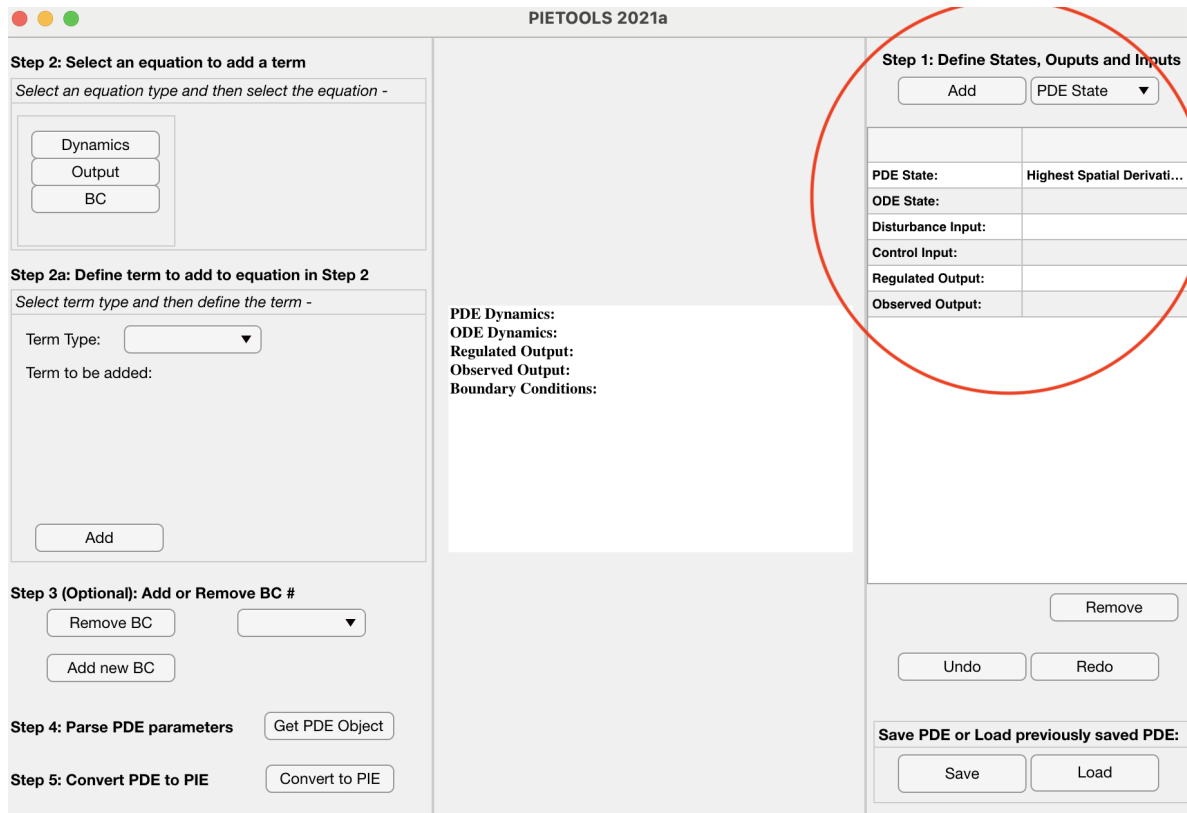 PIETOOLS 2021a
Step 2: Select an equation to add a term
Select an equation type and then select the equation -
Dynamics
Output
BC
Step 2a: Define term to add to equation in Step 2
Select term type and then define the term -
Term Type:
Term to be added:
Add
Step 3 (Optional): Add or Remove BC #
Remove BC
Add new BC
Step 4: Parse PDE parameters
Get PDE Object
Step 5: Convert PDE to PIE
Convert to PIE
PDE Dynamics:
ODE Dynamics:
Regulated Output:
Observed Output:
Boundary Conditions:
Step 1: Define States, Ouputs and Inputs
Add
PDE State
PDE State: Highest Spatial Derivati...
ODE State:
Disturbance Input:
Control Input:
Regulated Output:
Observed Output:
Remove
Undo
Redo
Save PDE or Load previously saved PDE:
Save
Load